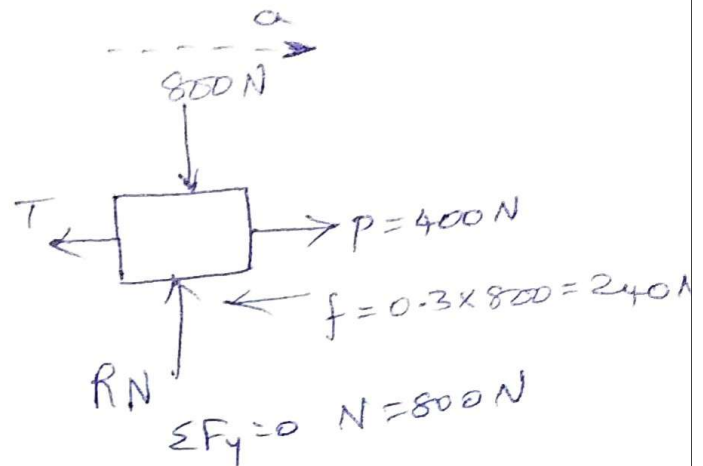 a
800 N
T
P = 400 N
f = 0.3 × 800 = 240 N
RN
ΣFy = 0 N = 800 N